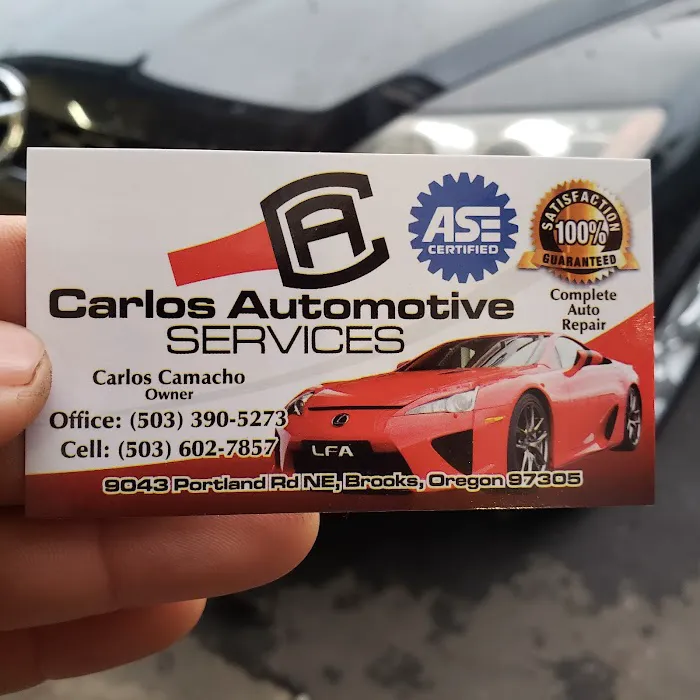 CA
ASE
CERTIFIED
SATISFACTION
100%
GUARANTEED
Complete
Auto
Repair
Carlos Automotive
SERVICES
Carlos Camacho
Owner
Office: (503) 390-5273
Cell: (503) 602-7857
LFA
9043 Portland Rd NE, Brooks, Oregon 97305